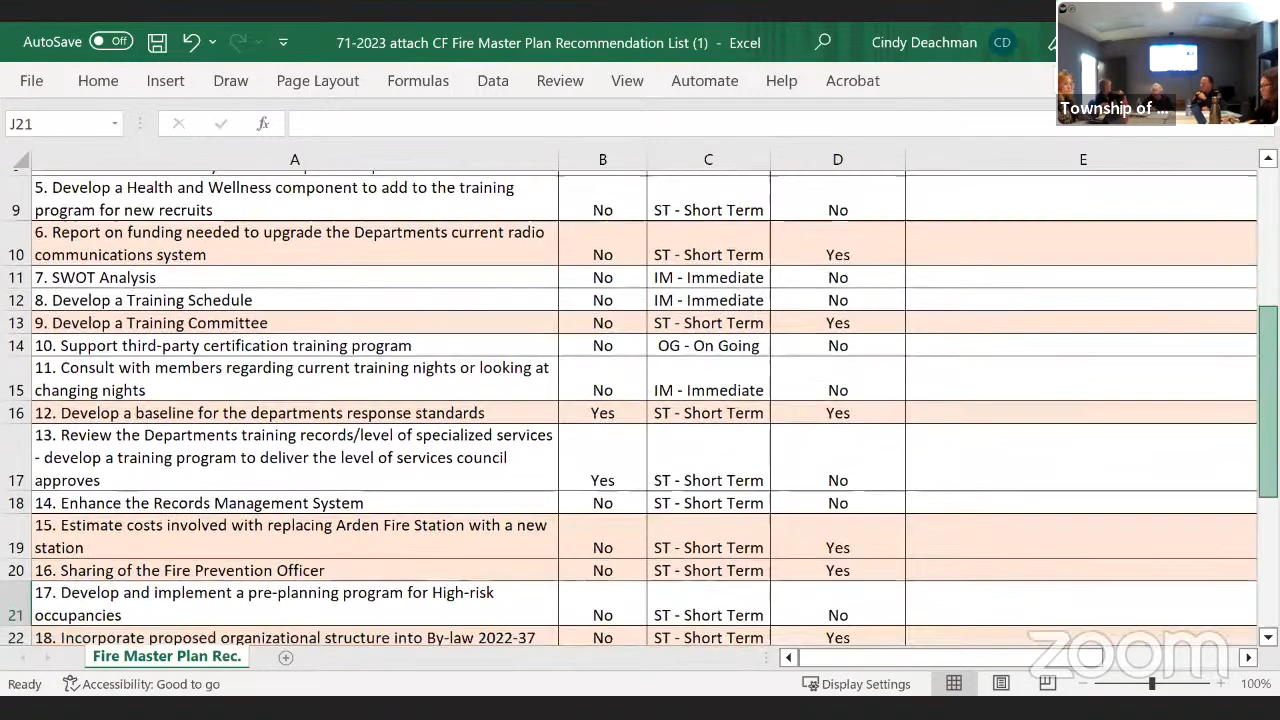 AutoSave Off 71-2023 attach CF Fire Master Plan Recommendation List (1) - Excel Cindy Deachman CD
Township of ...
File Home Insert Draw Page Layout Formulas Data Review View Automate Help Acrobat
J21 fx
A B C D E
5. Develop a Health and Wellness component to add to the training
9 program for new recruits No ST - Short Term No
6. Report on funding needed to upgrade the Departments current radio
10 communications system No ST - Short Term Yes
11 7. SWOT Analysis No IM - Immediate No
12 8. Develop a Training Schedule No IM - Immediate No
13 9. Develop a Training Committee No ST - Short Term Yes
14 10. Support third-party certification training program No OG - On Going No
11. Consult with members regarding current training nights or looking at
15 changing nights No IM - Immediate No
16 12. Develop a baseline for the departments response standards Yes ST - Short Term Yes
13. Review the Departments training records/level of specialized services
- develop a training program to deliver the level of services council
17 approves Yes ST - Short Term No
18 14. Enhance the Records Management System No ST - Short Term No
15. Estimate costs involved with replacing Arden Fire Station with a new
19 station No ST - Short Term Yes
20 16. Sharing of the Fire Prevention Officer No ST - Short Term Yes
17. Develop and implement a pre-planning program for High-risk
21 occupancies No ST - Short Term No
22 18. Incorporate proposed organizational structure into By-law 2022-37 No ST - Short Term Yes
Fire Master Plan Rec.
zoom
Ready Accessibility: Good to go Display Settings 100%